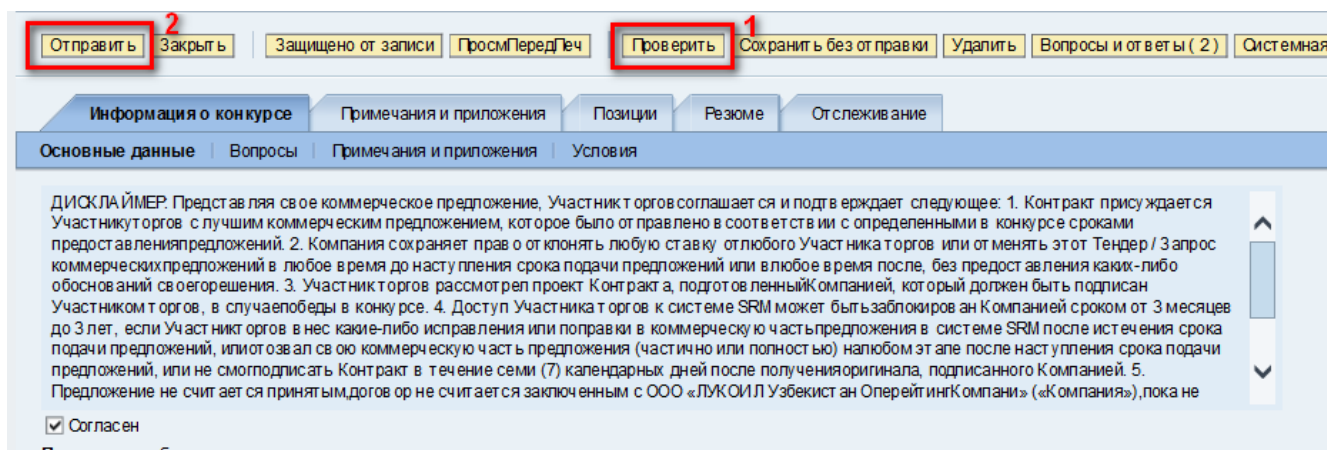 2 1
Отправить Закрыть Защищено от записи ПросмПередПеч Проверить Сохранить без отправки Удалить Вопросы и ответы ( 2 ) Системная
Информация о конкурсе Примечания и приложения Позиции Резюме Отслеживание
Основные данные Вопросы Примечания и приложения Условия
ДИСКЛАЙМЕР: Представляя свое коммерческое предложение, Участник торговсоглашается и подтверждает следующее: 1. Контракт присуждается
Участникуторгов с лучшим коммерческим предложением, которое было отправлено в соответствии с определенными в конкурсе сроками
предоставленияпредложений. 2. Компания сохраняет право отклонять любую ставку отлюбого Участника торгов или отменять этот Тендер / Запрос
коммерческихпредложений в любое время до наступления срока подачи предложений или влюбое время после, без предоставления каких-либо
обоснований своегорешения. 3. Участник торгов рассмотрел проект Контракта, подготовленныйКомпанией, который должен быть подписан
Участником торгов, в случаепобеды в конкурсе. 4. Доступ Участника торгов к системе SRM может бытьзаблокирован Компанией сроком от 3 месяцев
до 3 лет, если Участникторгов внес какие-либо исправления или поправки в коммерческую частьпредложения в системе SRM после истечения срока
подачи предложений, илиотозвал свою коммерческую часть предложения (частично или полностью) налюбом этапе после наступления срока подачи
предложений, или не смогподписать Контракт в течение семи (7) календарных дней после полученияоригинала, подписанного Компанией. 5.
Предложение не считается принятым,договор не считается заключенным с ООО «ЛУКОИЛ Узбекистан ОперейтингКомпани» («Компания»),пока не
Согласен